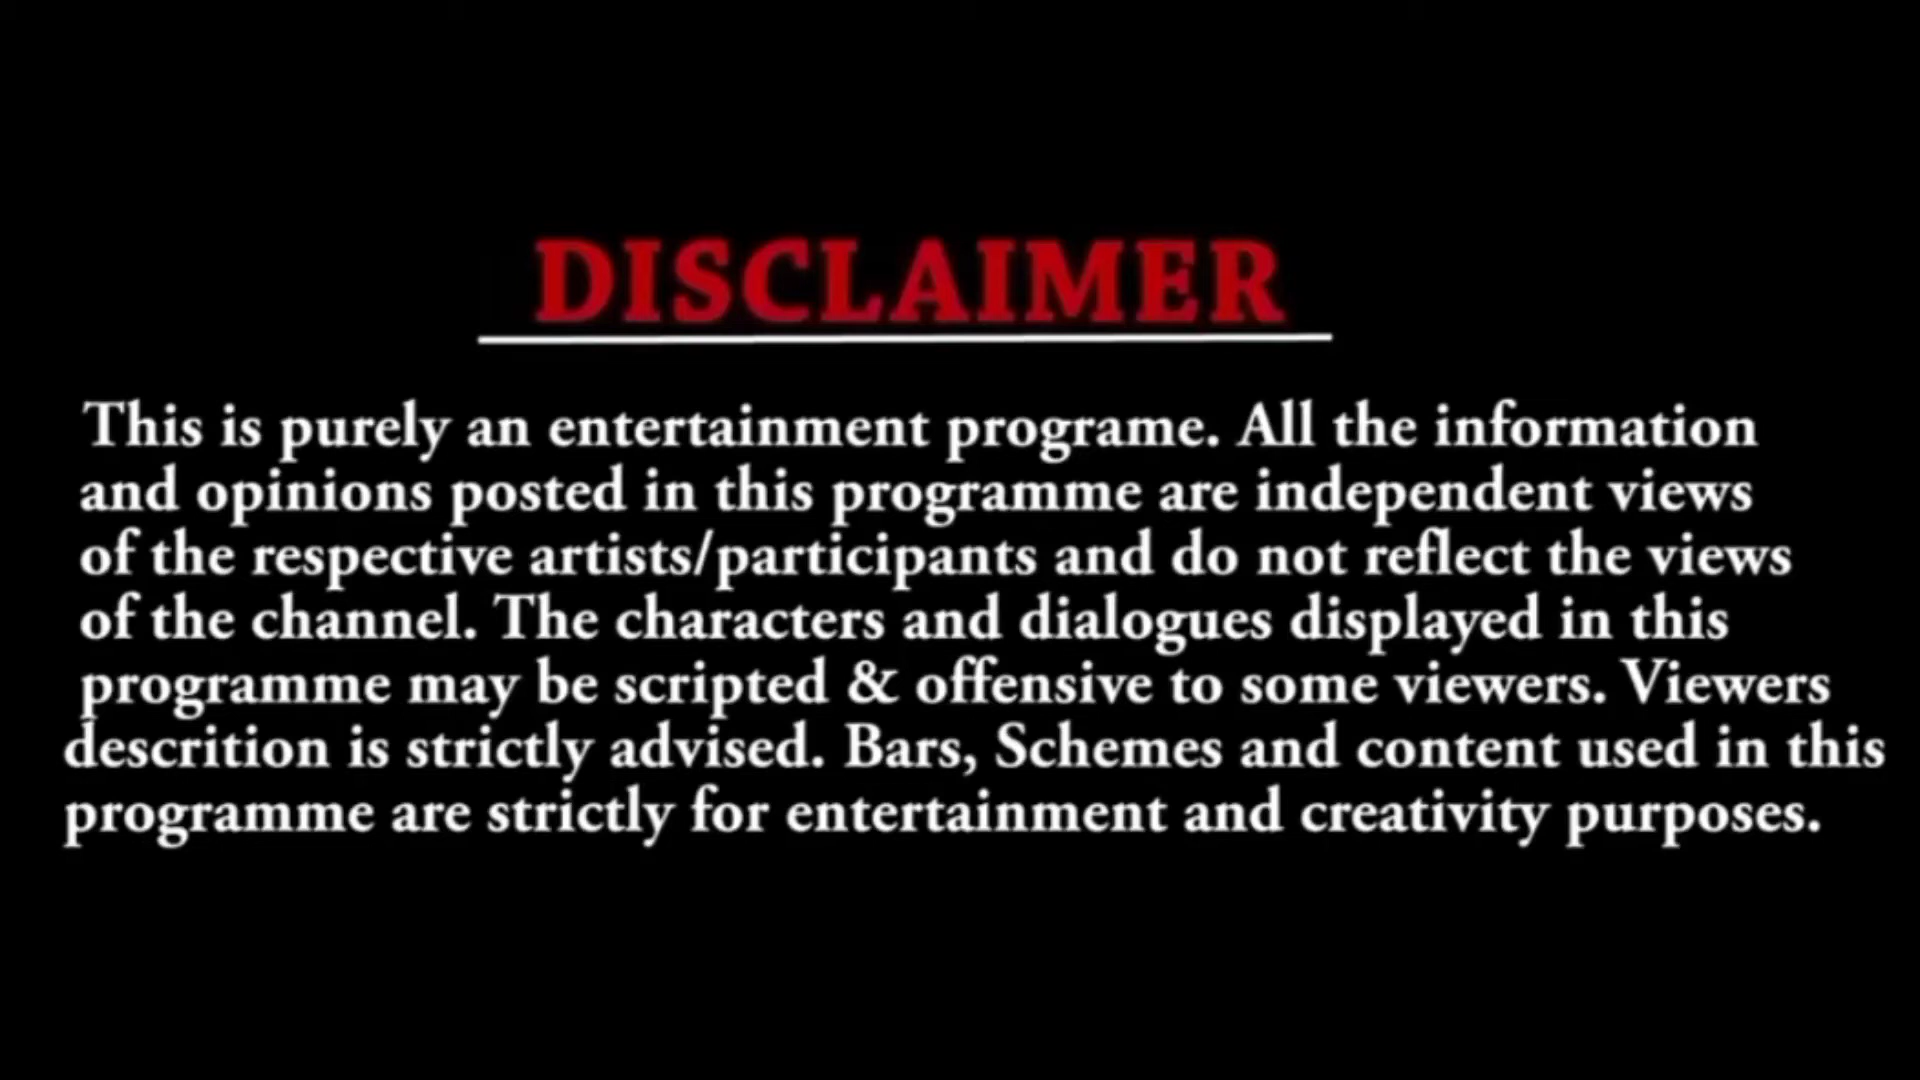 DISCLAIMER
This is purely an entertainment programe. All the information
and opinions posted in this programme are independent views
of the respective artists/participants and do not reflect the views
of the channel. The characters and dialogues displayed in this
programme may be scripted & offensive to some viewers. Viewers
descrition is strictly advised. Bars, Schemes and content used in this
programme are strictly for entertainment and creativity purposes.